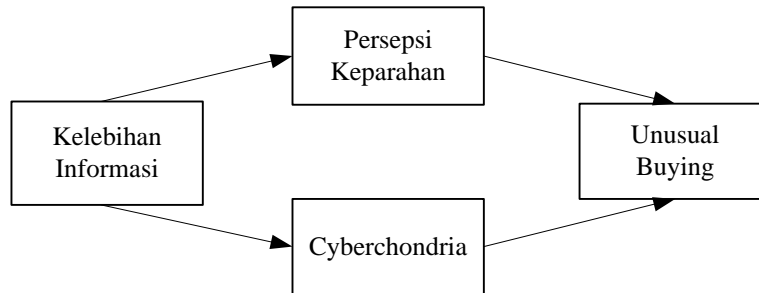 Persepsi
Keparahan
Kelebihan
Informasi
Unusual
Buying
Cyberchondria